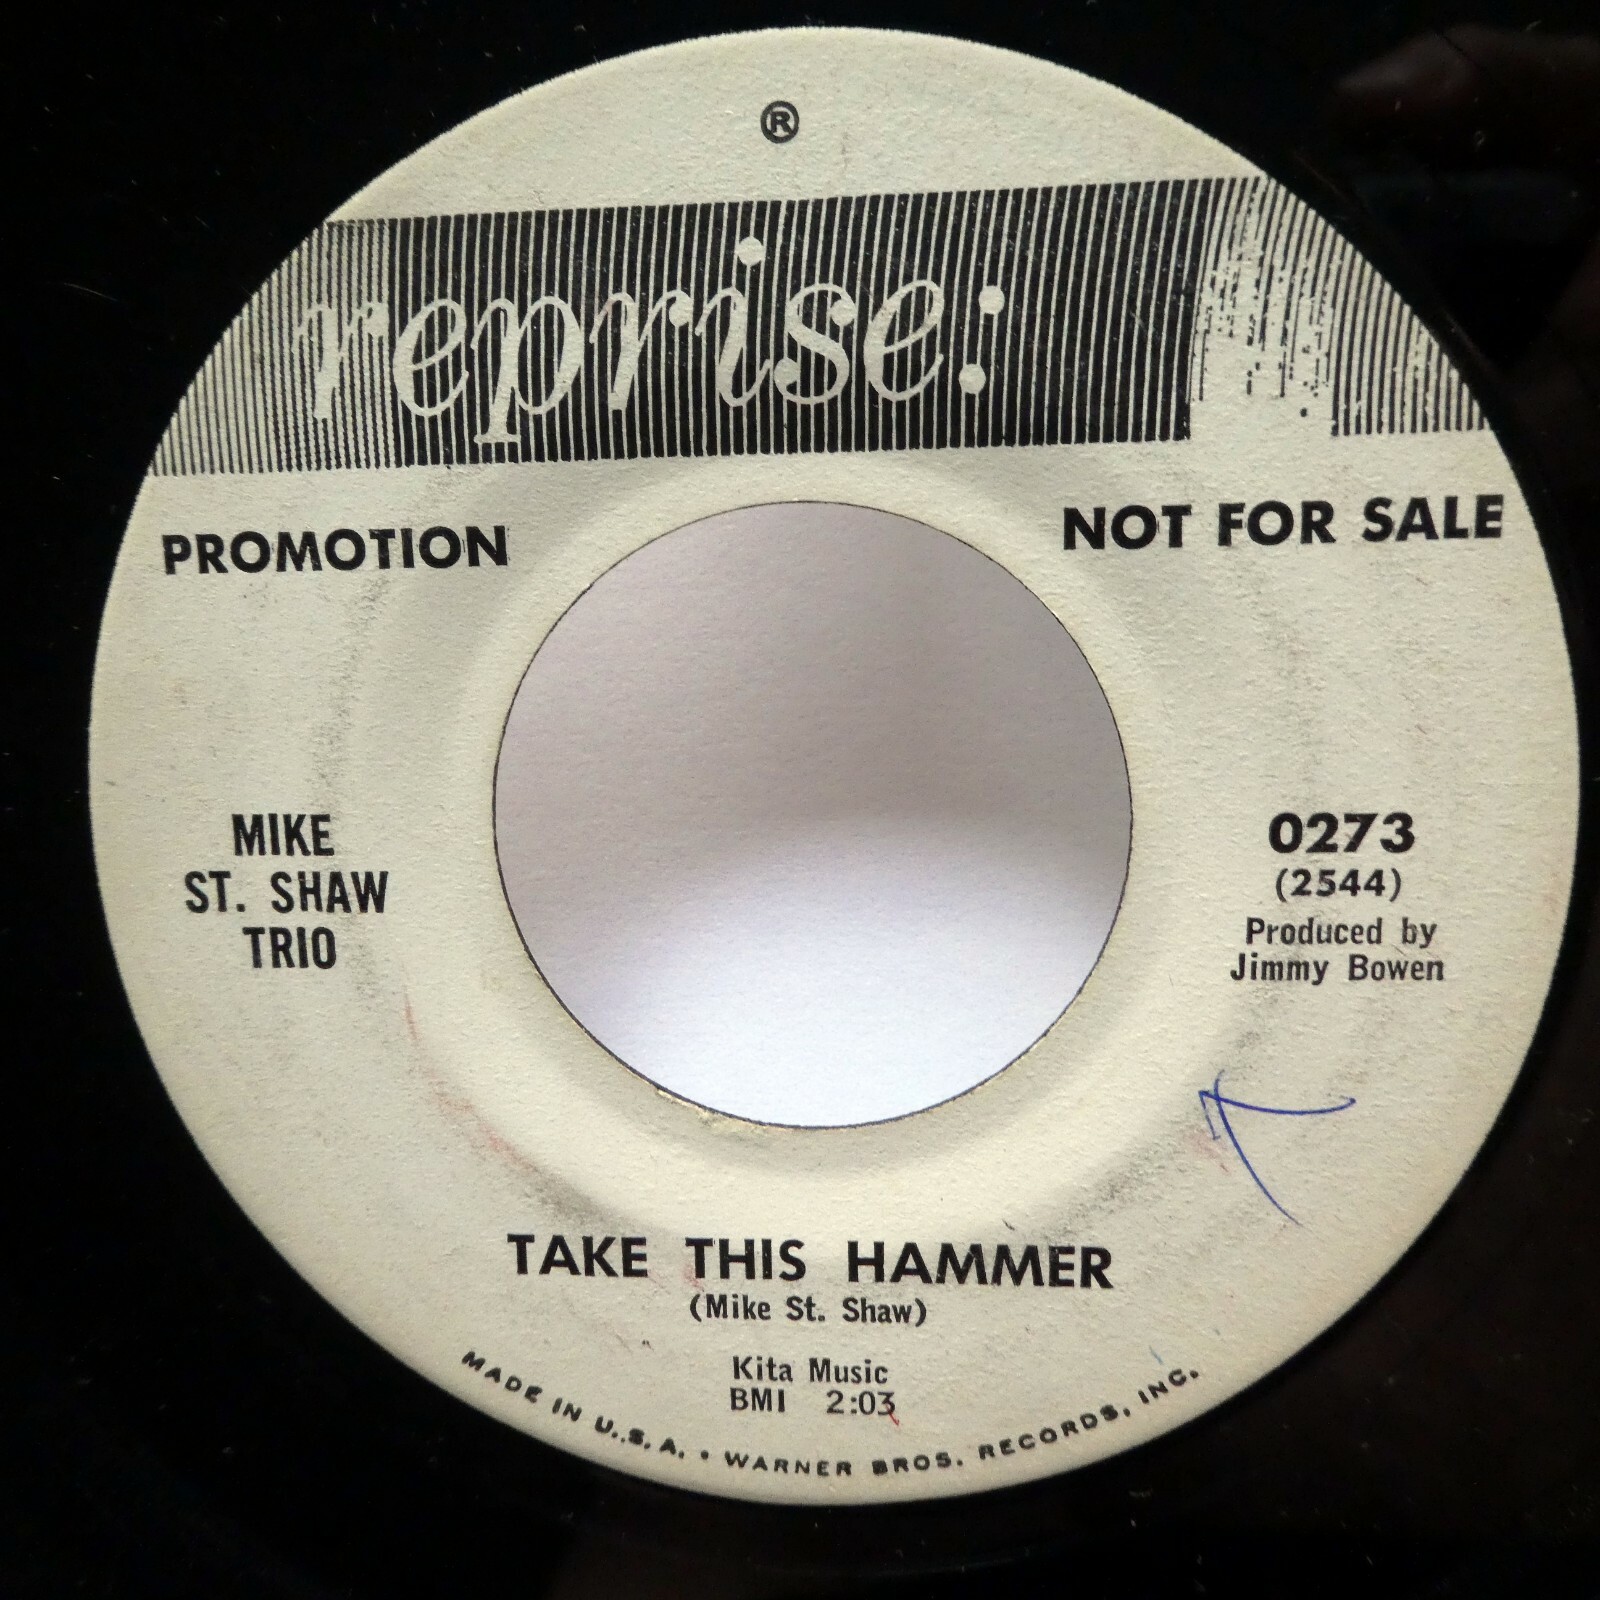 ®
reprise:
PROMOTION
NOT FOR SALE
MIKE
ST. SHAW
TRIO
0273
(2544)
Produced by
Jimmy Bowen
TAKE THIS HAMMER
(Mike St. Shaw)
Kita Music
BMI 2:03
MADE IN U.S.A. • WARNER BROS. RECORDS, INC.